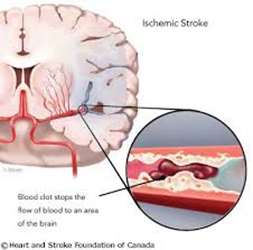 Ischemic Stroke
Blood clot stops the
flow of blood to an area
of the brain
©Heart and Stroke Foundation of Canada